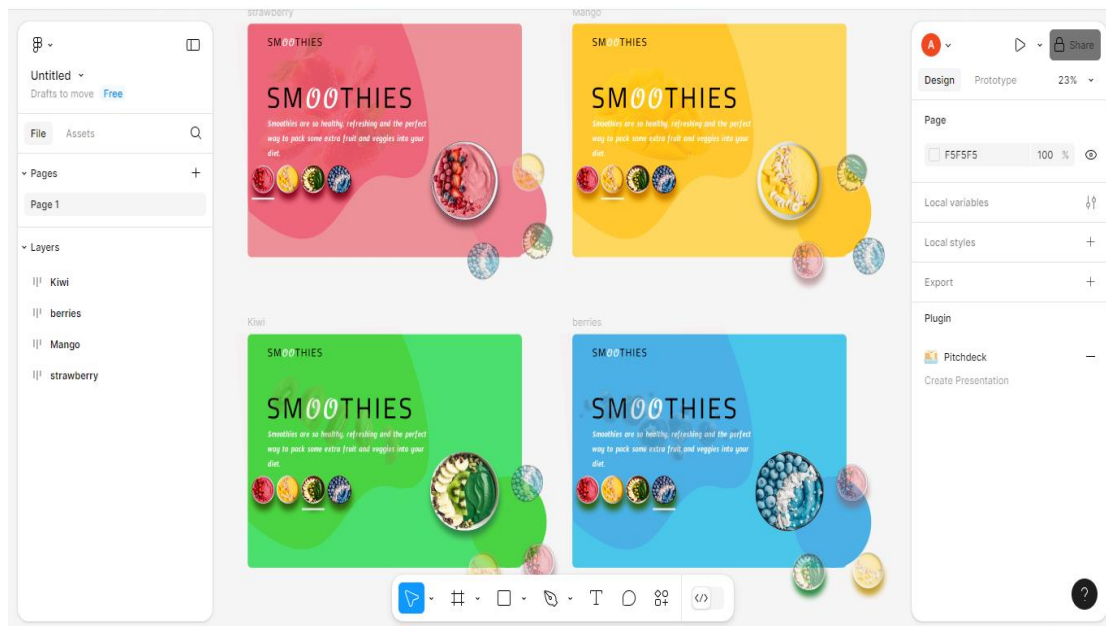 Untitled
Drafts to move Free
File Assets
Pages
Page 1
Layers
Kiwi
berries
Mango
strawberry
strawberry
SMOOTHIES
SMOOTHIES
Smoothies are so healthy, refreshing and the perfect
way to pack some extra fruit and veggies into your
diet.
Mango
SMOOTHIES
SMOOTHIES
Smoothies are so healthy, refreshing and the perfect
way to pack some extra fruit and veggies into your
diet.
Kiwi
SMOOTHIES
SMOOTHIES
Smoothies are so healthy, refreshing and the perfect
way to pack some extra fruit and veggies into your
diet.
berries
SMOOTHIES
SMOOTHIES
Smoothies are so healthy, refreshing and the perfect
way to pack some extra fruit and veggies into your
diet.
A
Share
Design Prototype 23%
Page
F5F5F5 100 %
Local variables
Local styles
Export
Plugin
Pitchdeck
Create Presentation
T
</>
?